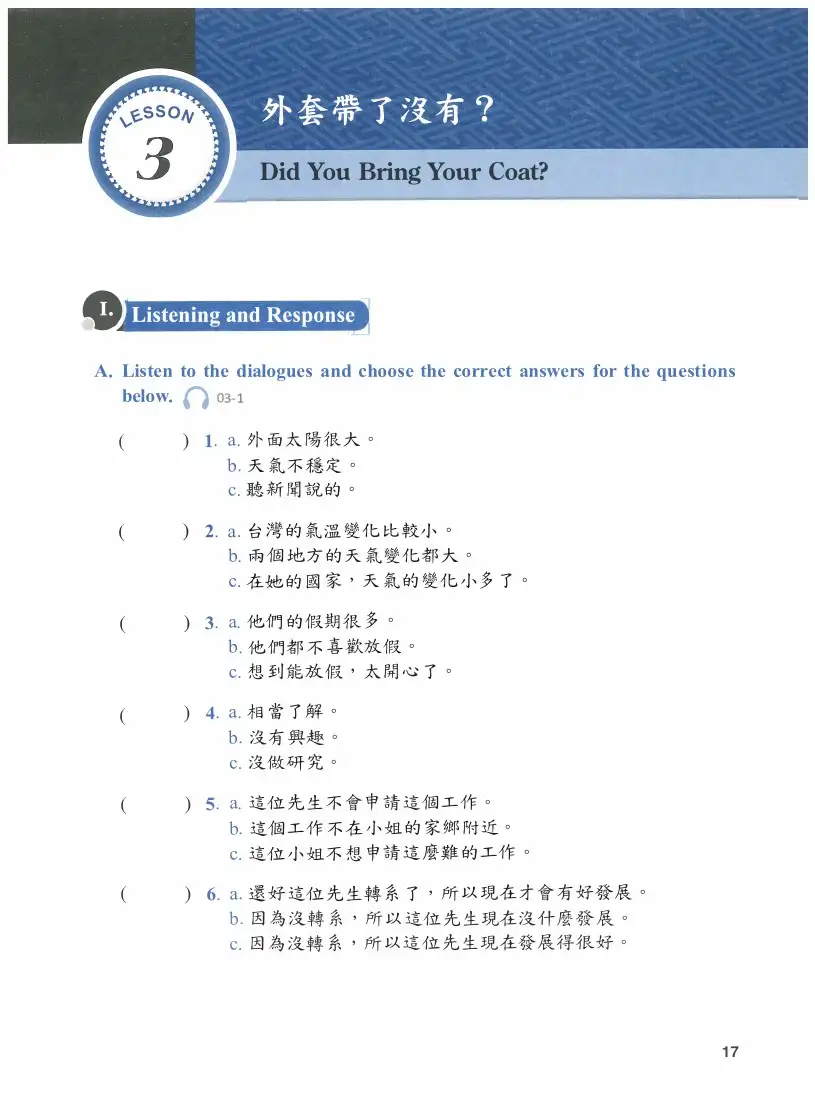 LESSON
3
外套帶了沒有？
Did You Bring Your Coat?
I. Listening and Response
A. Listen to the dialogues and choose the correct answers for the questions
below. 03-1
( ) 1. a. 外面太陽很大。
b. 天氣不穩定。
c. 聽新聞說的。
( ) 2. a. 台灣的氣溫變化比較小。
b. 兩個地方的天氣變化都大。
c. 在她的國家，天氣的變化小多了。
( ) 3. a. 他們的假期很多。
b. 他們都不喜歡放假。
c. 想到能放假，太開心了。
( ) 4. a. 相當了解。
b. 沒有興趣。
c. 沒做研究。
( ) 5. a. 這位先生不會申請這個工作。
b. 這個工作不在小姐的家鄉附近。
c. 這位小姐不想申請這麼難的工作。
( ) 6. a. 還好這位先生轉系了，所以現在才會有好發展。
b. 因為沒轉系，所以這位先生現在沒什麼發展。
c. 因為沒轉系，所以這位先生現在發展得很好。
17